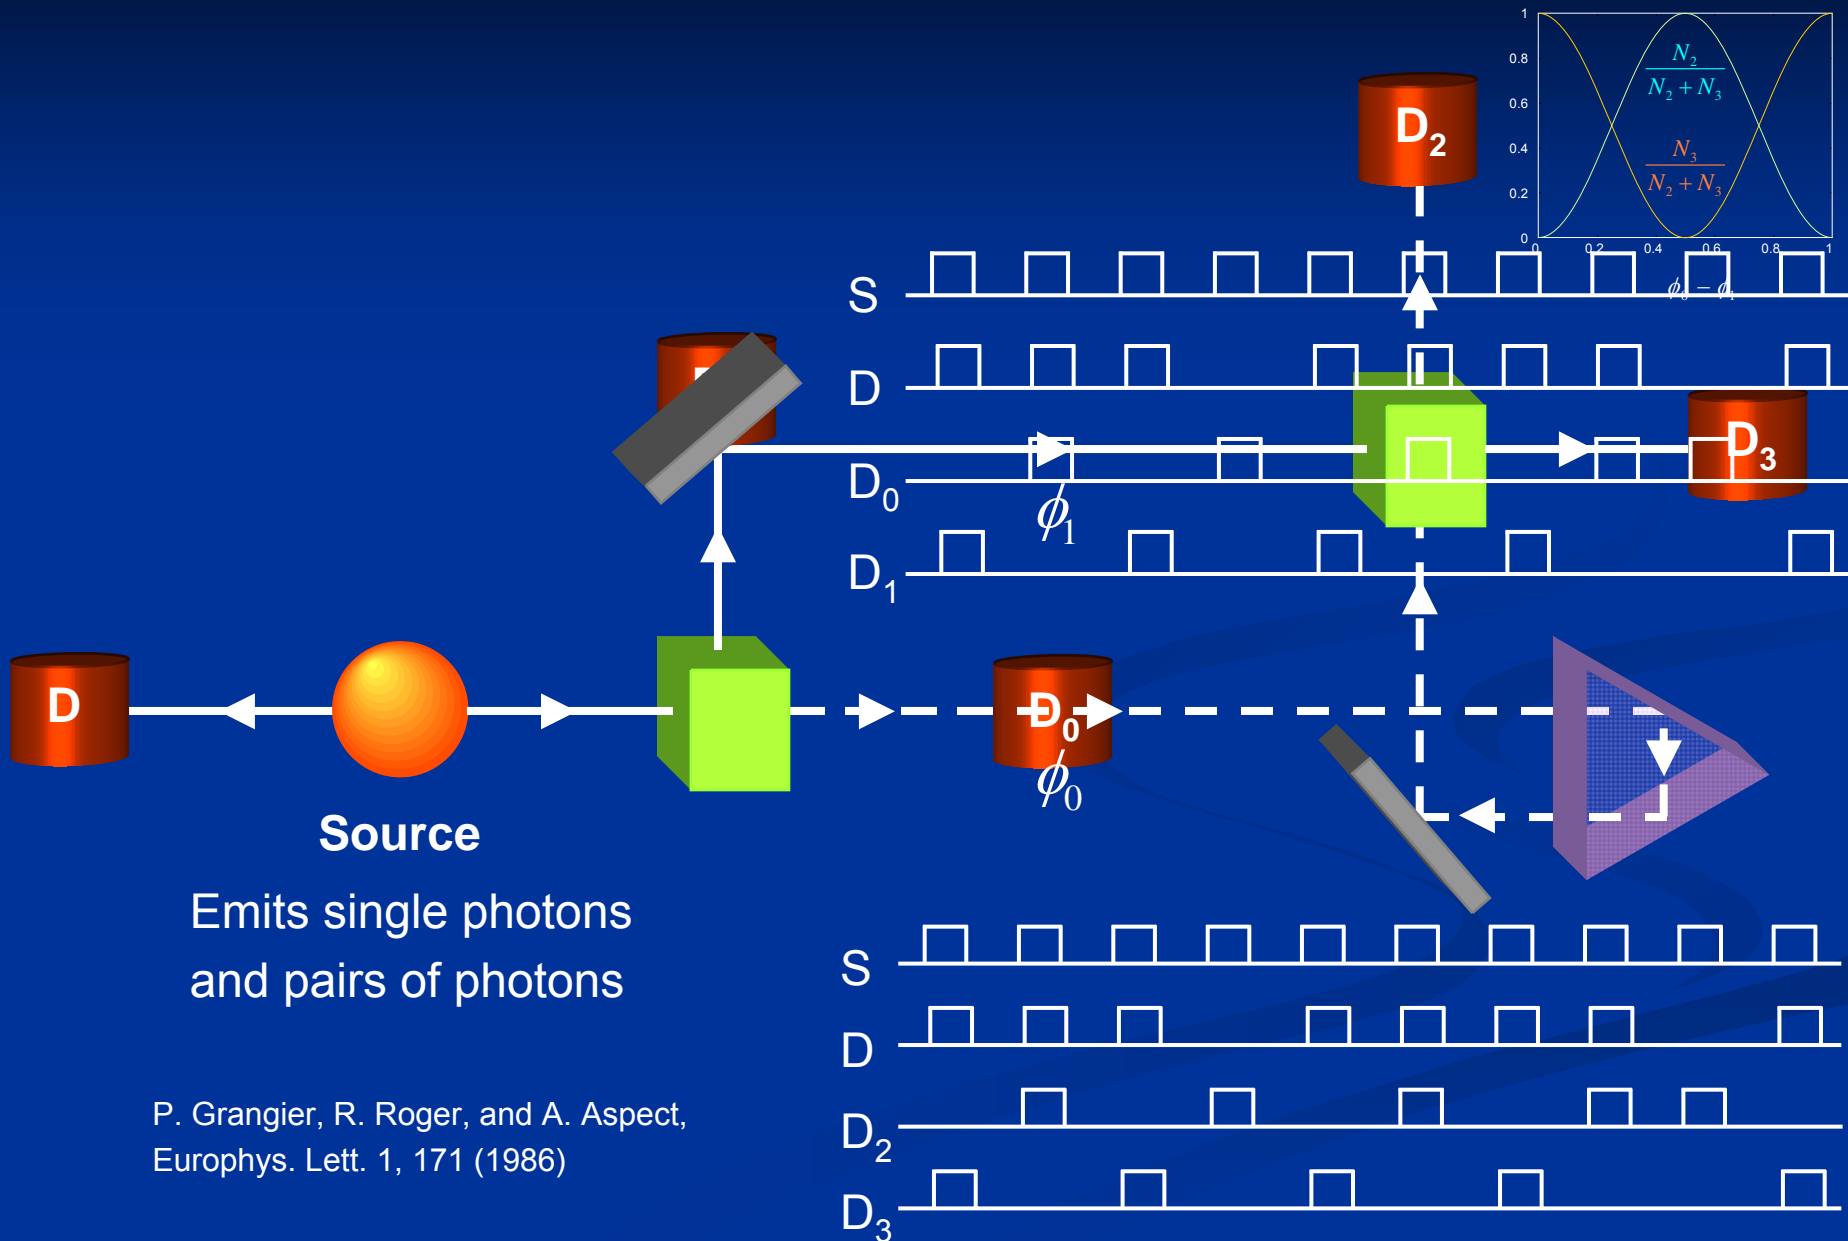 1
0.8
0.6
0.4
0.2
0
0 0.2 0.4 0.6 0.8 1
N₂
N₂ + N₃
N₃
N₂ + N₃
ϕ₀ − ϕ₁
D₂
S
D
D₃
D₀
ϕ₁
D₁
D
D₀
ϕ₀
Source
Emits single photons
and pairs of photons
S
D
D₂
D₃
P. Grangier, R. Roger, and A. Aspect,
Europhys. Lett. 1, 171 (1986)